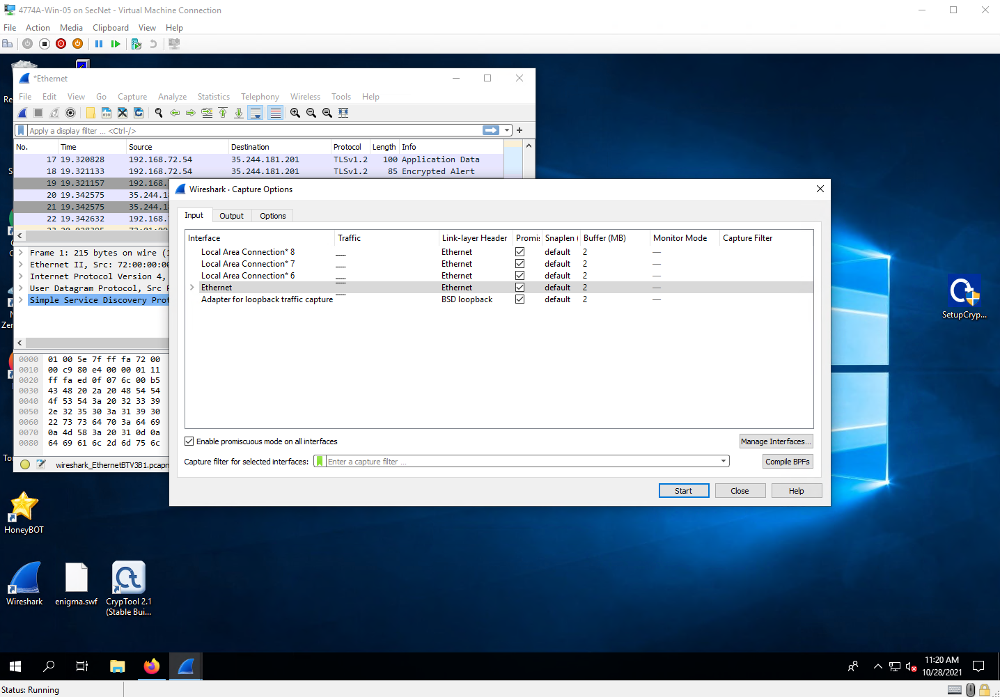 4774A-Win-05 on SecNet - Virtual Machine Connection
File Action Media Clipboard View Help
*Ethernet
File Edit View Go Capture Analyze Statistics Telephony Wireless Tools Help
Apply a display filter ... <Ctrl-/>
No. Time Source Destination Protocol Length Info
17 19.320828 192.168.72.54 35.244.181.201 TLSv1.2 100 Application Data
18 19.321133 192.168.72.54 35.244.181.201 TLSv1.2 85 Encrypted Alert
19 19.321157 192.168.
20 19.342575 35.244.1
21 19.342575 35.244.1
22 19.342632 192.168.
Frame 1: 215 bytes on wire (1
Ethernet II, Src: 72:00:00:00
Internet Protocol Version 4,
User Datagram Protocol, Src P
Simple Service Discovery Prot
0000 01 00 5e 7f ff fa 72 00
0010 00 c9 80 e4 00 00 01 11
0020 ff fa ed 0f 07 6c 00 b5
0030 43 48 20 2a 20 48 54 54
0040 4f 53 54 3a 20 32 33 39
0050 2e 32 35 30 3a 31 39 30
0060 22 73 73 64 70 3a 64 69
0070 0a 4d 58 3a 20 31 0d 0a
0080 64 69 61 6c 2d 6d 75 6c
wireshark_EthernetBTV3B1.pcapn
Wireshark · Capture Options
Input Output Options
Interface Traffic Link-layer Header Promi Snaplen ( Buffer (MB) Monitor Mode Capture Filter
Local Area Connection* 8 Ethernet default 2 —
Local Area Connection* 7 Ethernet default 2 —
Local Area Connection* 6 Ethernet default 2 —
Ethernet Ethernet default 2 —
Adapter for loopback traffic capture BSD loopback default 2 —
Enable promiscuous mode on all interfaces Manage Interfaces...
Capture filter for selected interfaces: Enter a capture filter ... Compile BPFs
Start Close Help
SetupCryp...
HoneyBOT
Wireshark
enigma.swf
CrypTool 2.1
(Stable Bui...
11:20 AM
10/28/2021
Status: Running